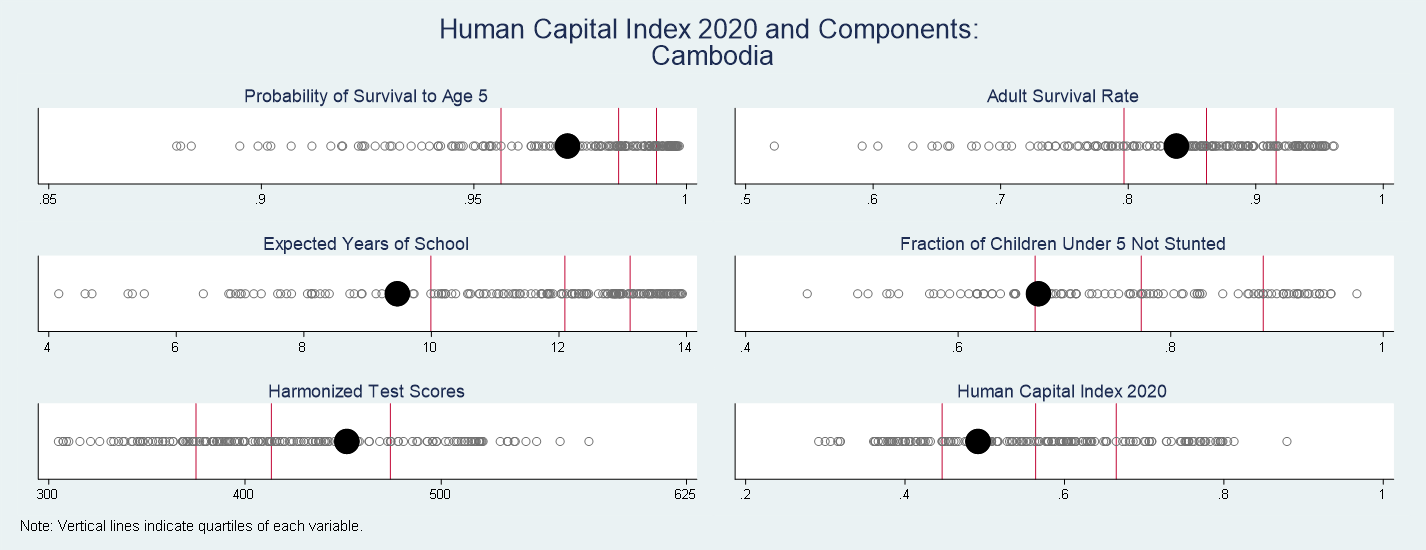 Human Capital Index 2020 and Components:
Cambodia
Probability of Survival to Age 5
.85 .9 .95 1
Adult Survival Rate
.5 .6 .7 .8 .9 1
Expected Years of School
4 6 8 10 12 14
Fraction of Children Under 5 Not Stunted
.4 .6 .8 1
Harmonized Test Scores
300 400 500 625
Human Capital Index 2020
.2 .4 .6 .8 1
Note: Vertical lines indicate quartiles of each variable.